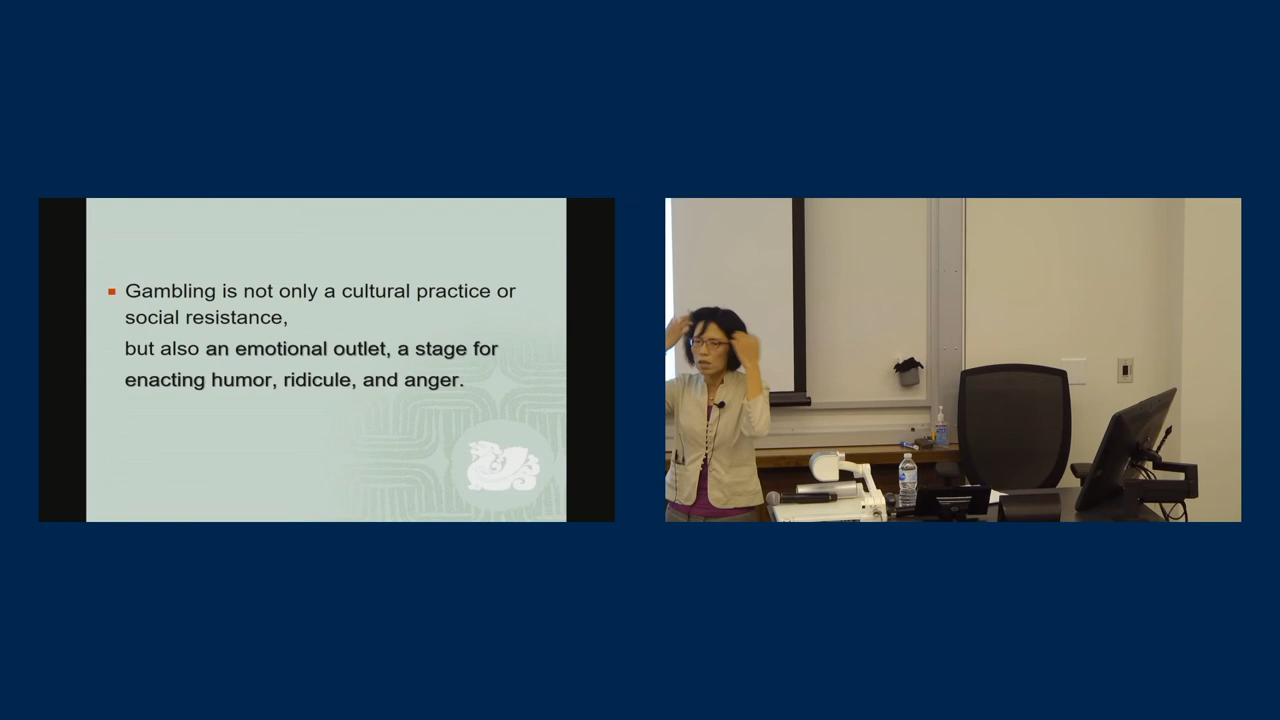 Gambling is not only a cultural practice or
social resistance,
but also an emotional outlet, a stage for
enacting humor, ridicule, and anger.